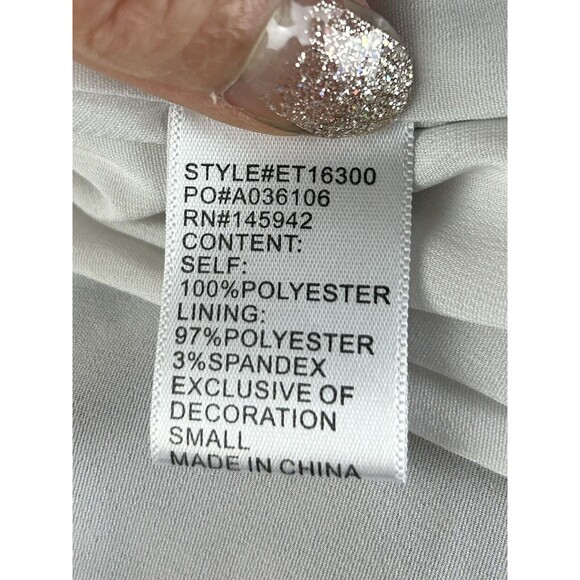 STYLE#ET16300
PO#A036106
RN#145942
CONTENT:
SELF:
100%POLYESTER
LINING:
97%POLYESTER
3%SPANDEX
EXCLUSIVE OF
DECORATION
SMALL
MADE IN CHINA